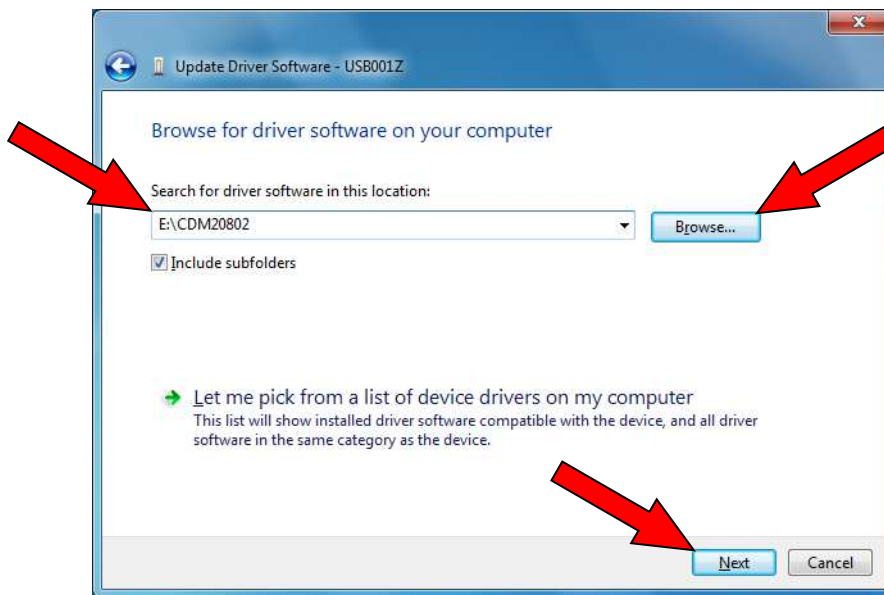 Update Driver Software - USB001Z
Browse for driver software on your computer
Search for driver software in this location:
E:\CDM20802
Browse...
Include subfolders
Let me pick from a list of device drivers on my computer
This list will show installed driver software compatible with the device, and all driver
software in the same category as the device.
Next
Cancel